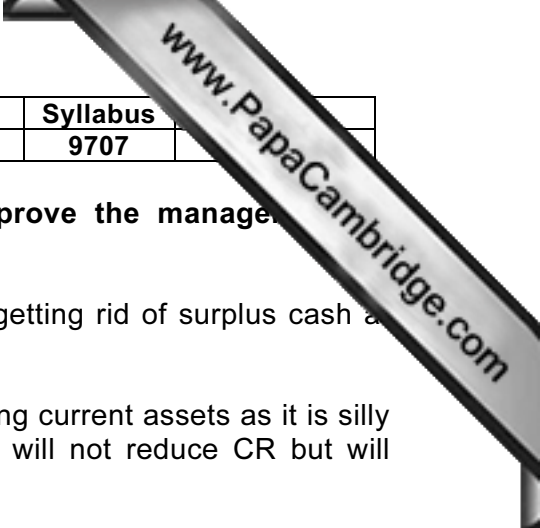 www.PapaCambridge.com
Syllabus
9707
prove the manage
getting rid of surplus cash a
ng current assets as it is silly
will not reduce CR but will